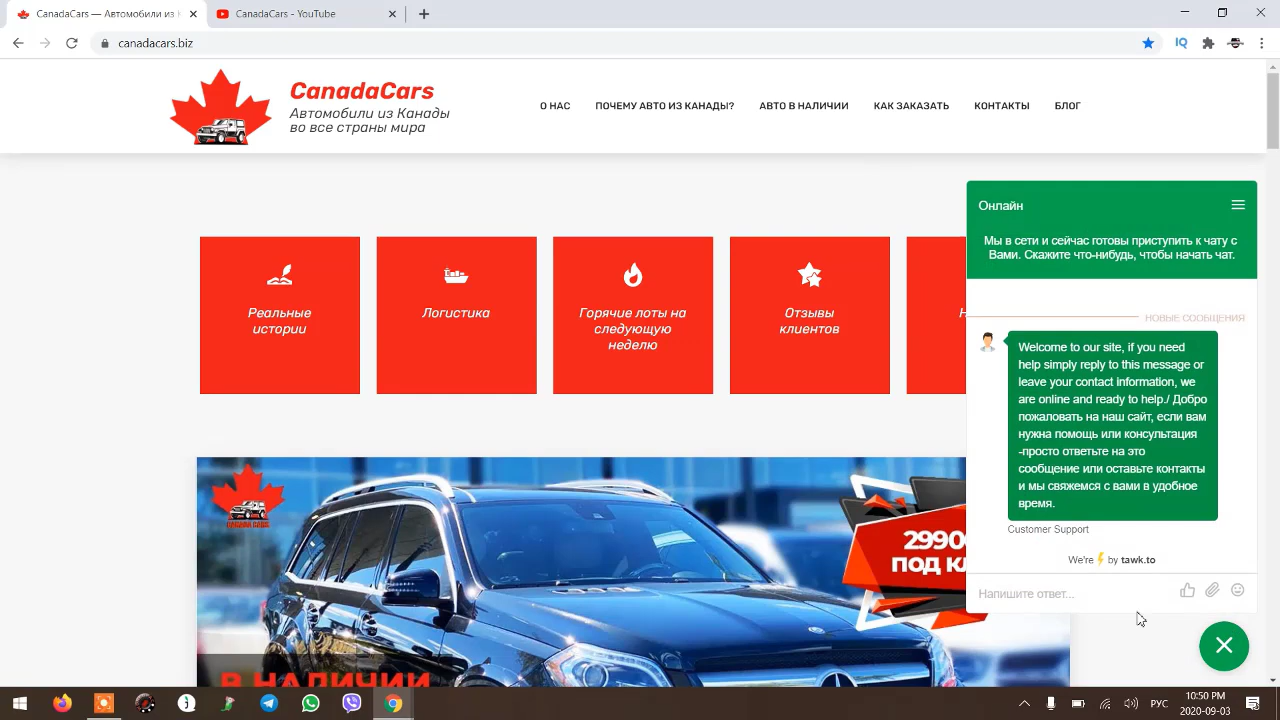 CanadaCars — Автомобили из
CanadaCars - YouTube
canadacars.biz
IQ
CanadaCars
Автомобили из Канады
во все страны мира
О НАС
ПОЧЕМУ АВТО ИЗ КАНАДЫ?
АВТО В НАЛИЧИИ
КАК ЗАКАЗАТЬ
КОНТАКТЫ
БЛОГ
Реальные
истории
Логистика
Горячие лоты на
следующую
неделю
Отзывы
клиентов
Онлайн
Мы в сети и сейчас готовы приступить к чату с
Вами. Скажите что-нибудь, чтобы начать чат.
НОВЫЕ СООБЩЕНИЯ
Welcome to our site, if you need
help simply reply to this message or
leave your contact information, we
are online and ready to help./ Добро
пожаловать на наш сайт, если вам
нужна помощь или консультация
-просто ответьте на это
сообщение или оставьте контакты
и мы свяжемся с вами в удобное
время.
Customer Support
We're by tawk.to
Напишите ответ...
CANADA CARS
2990
ПОД К
В НАЛИЧИИ
РУС
10:50 PM
2020-09-03